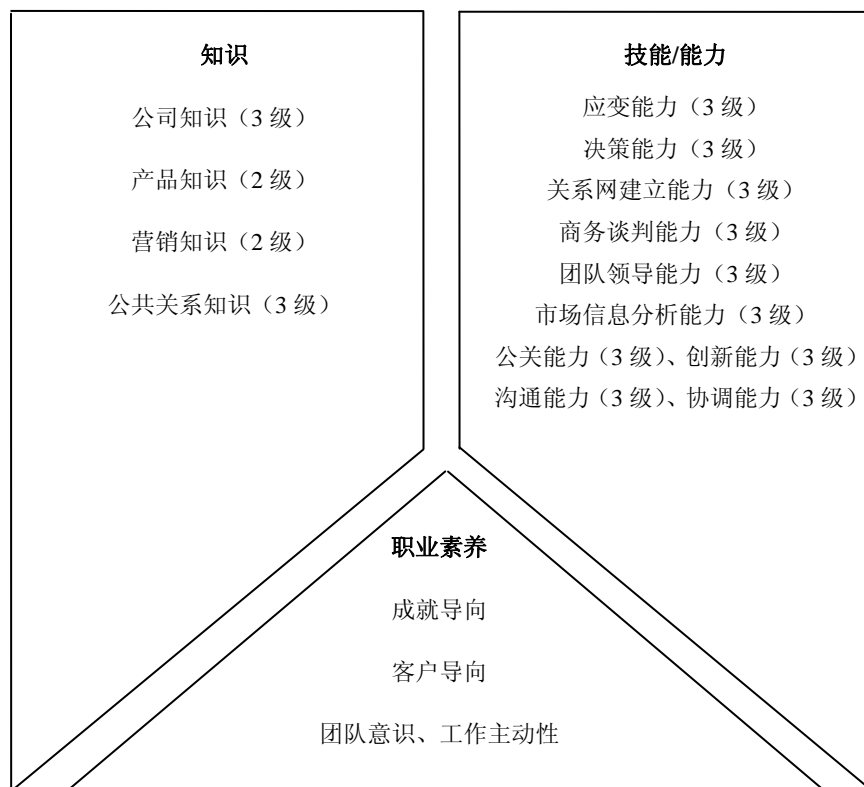 知识
公司知识（3 级）
产品知识（2 级）
营销知识（2 级）
公共关系知识（3 级）
技能/能力
应变能力（3 级）
决策能力（3 级）
关系网建立能力（3 级）
商务谈判能力（3 级）
团队领导能力（3 级）
市场信息分析能力（3 级）
公关能力（3 级）、创新能力（3 级）
沟通能力（3 级）、协调能力（3 级）
职业素养
成就导向
客户导向
团队意识、工作主动性